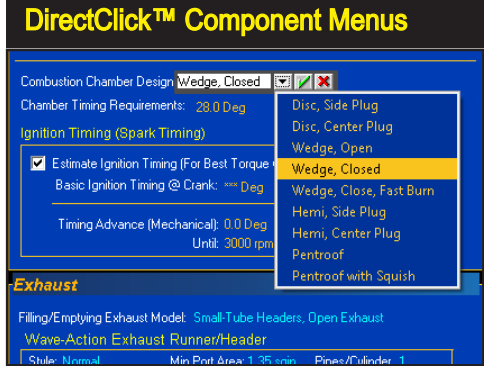 DirectClick™ Component Menus
Combustion Chamber Design Wedge, Closed
Chamber Timing Requirements: 28.0 Deg
Disc, Side Plug
Disc, Center Plug
Wedge, Open
Wedge, Closed
Wedge, Close, Fast Burn
Hemi, Side Plug
Hemi, Center Plug
Pentroof
Pentroof with Squish
Ignition Timing (Spark Timing)
Estimate Ignition Timing (For Best Torque
Basic Ignition Timing @ Crank: *** Deg
Timing Advance (Mechanical): 0.0 Deg
Until: 3000 rpm
Exhaust
Filling/Emptying Exhaust Model: Small-Tube Headers, Open Exhaust
Wave-Action Exhaust Runner/Header
Style: Normal Min Port Area: 1.35 sqin Pipes/Cylinder 1